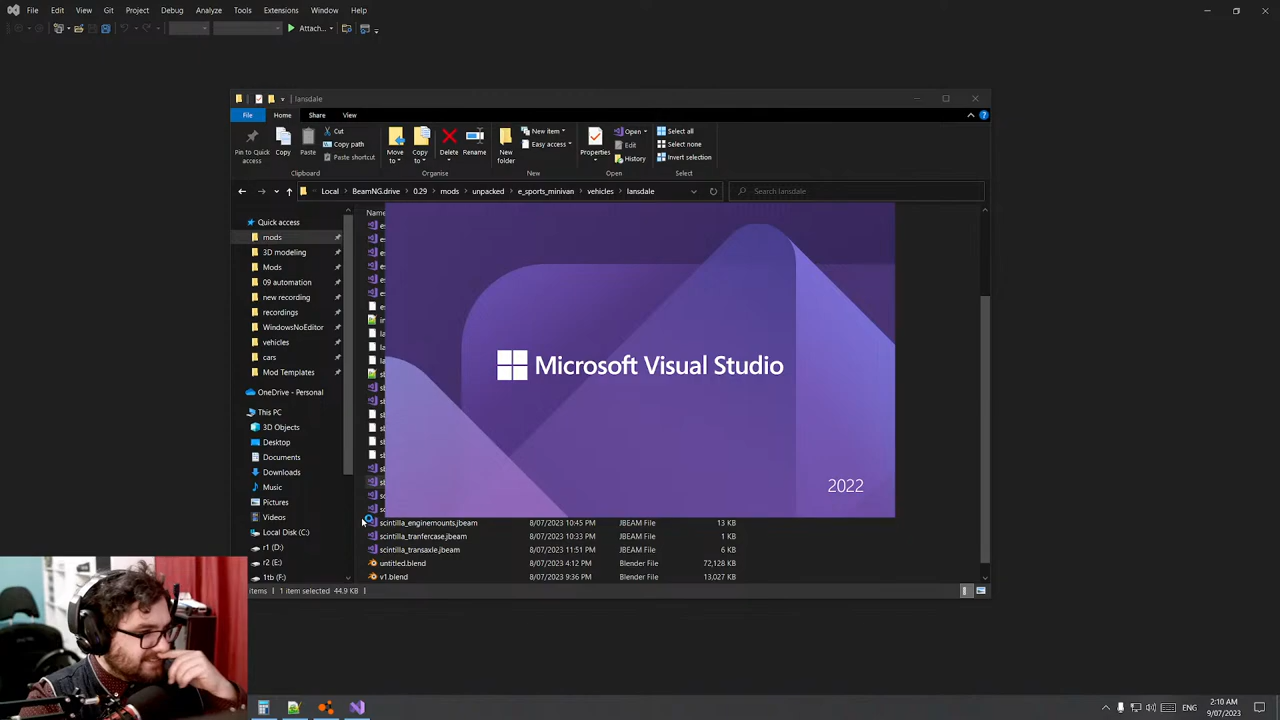 File Edit View Git Project Debug Analyze Tools Extensions Window Help
Attach...
lansdale
File Home Share View
Pin to Quick access
Copy
Paste
Cut
Copy path
Paste shortcut
Clipboard
Move to
Copy to
Delete
Rename
Organise
New folder
New item
Easy access
New
Properties
Open
Edit
History
Open
Select all
Select none
Invert selection
Select
Local BeamNG.drive 0.29 mods unpacked e_sports_minivan vehicles lansdale
Search lansdale
Quick access
mods
3D modeling
Mods
09 automation
new recording
recordings
WindowsNoEditor
vehicles
cars
Mod Templates
OneDrive - Personal
This PC
3D Objects
Desktop
Documents
Downloads
Music
Pictures
Videos
Local Disk (C:)
r1 (D:)
r2 (E:)
1tb (F:)
Microsoft Visual Studio
2022
scintilla_enginemounts.jbeam 8/07/2023 10:45 PM JBEAM File 13 KB
scintilla_tranfercase.jbeam 8/07/2023 10:33 PM JBEAM File 1 KB
scintilla_transaxle.jbeam 8/07/2023 11:51 PM JBEAM File 6 KB
untitled.blend 8/07/2023 4:12 PM Blender File 72,128 KB
v1.blend 8/07/2023 9:36 PM Blender File 13,027 KB
items 1 item selected 44.9 KB
ENG
2:10 AM
9/07/2023